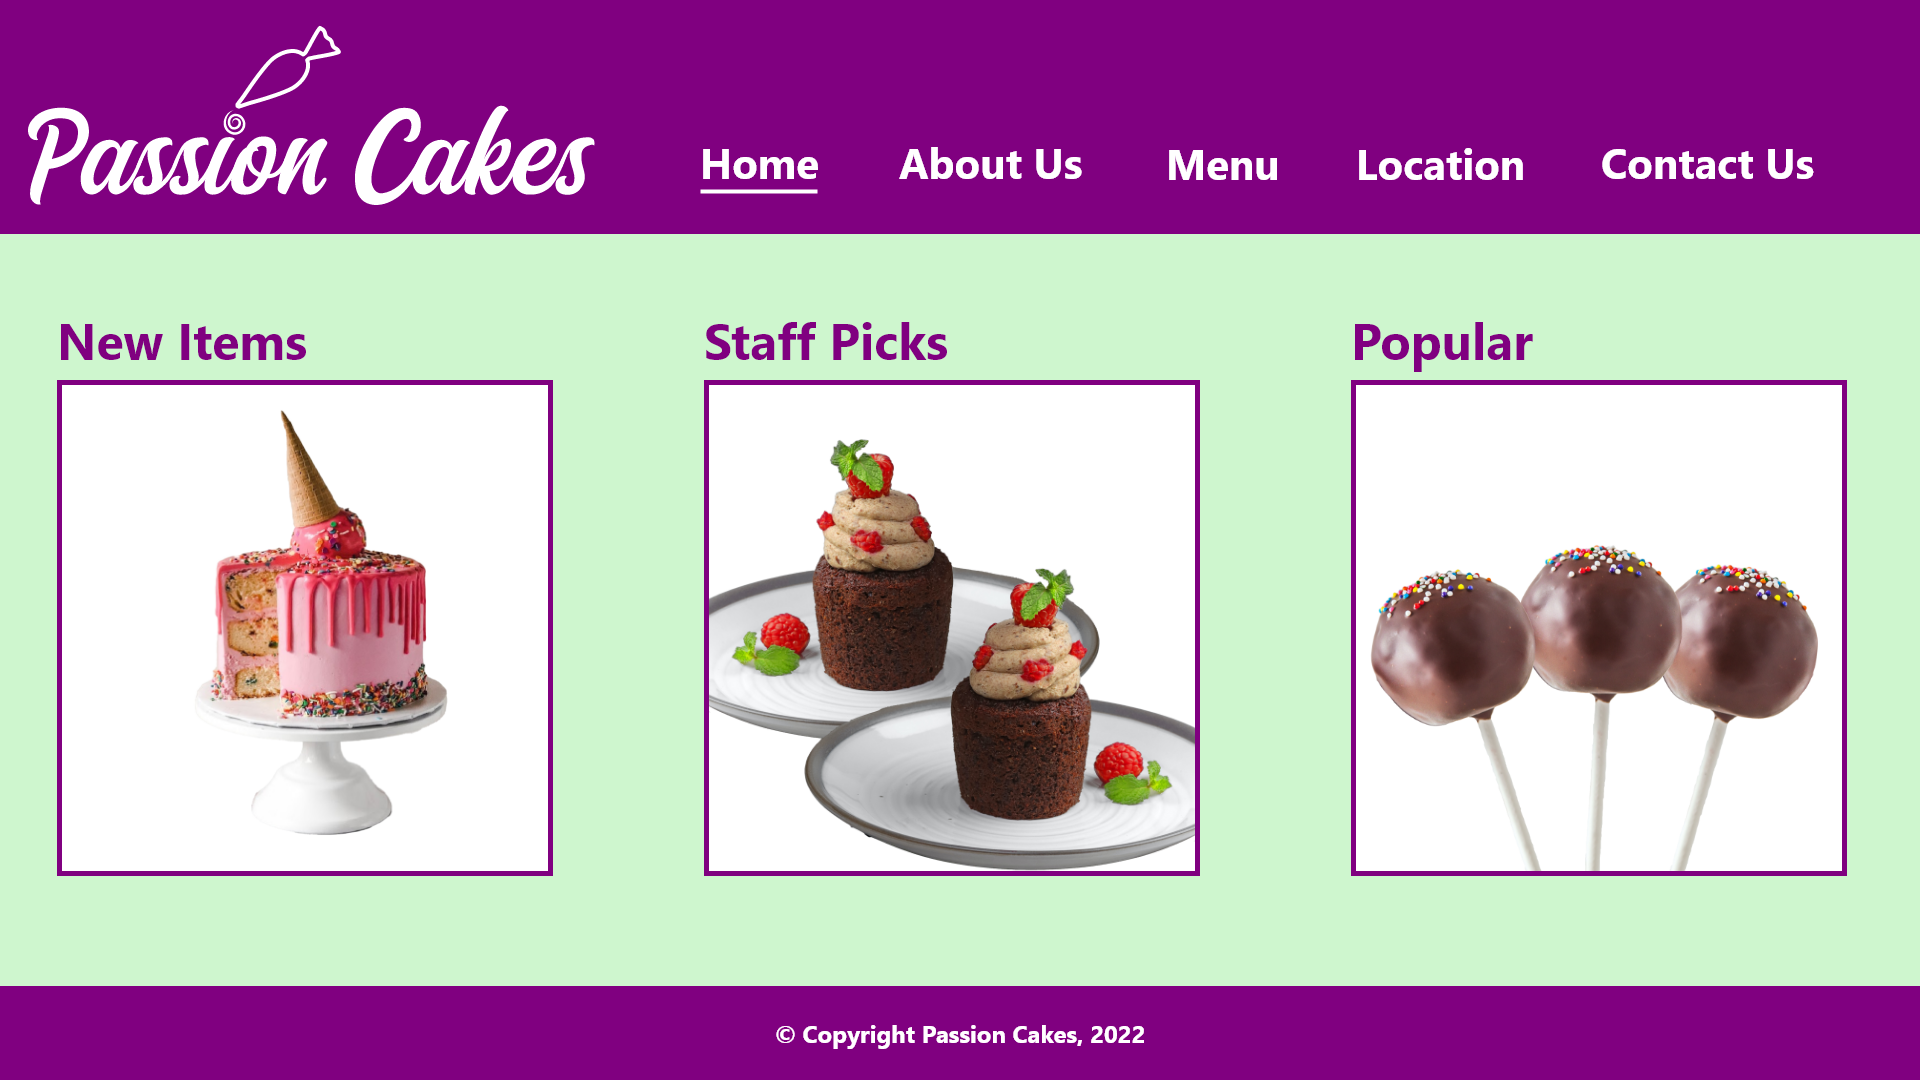 Passion Cakes
Home About Us Menu Location Contact Us
New Items Staff Picks Popular
© Copyright Passion Cakes, 2022